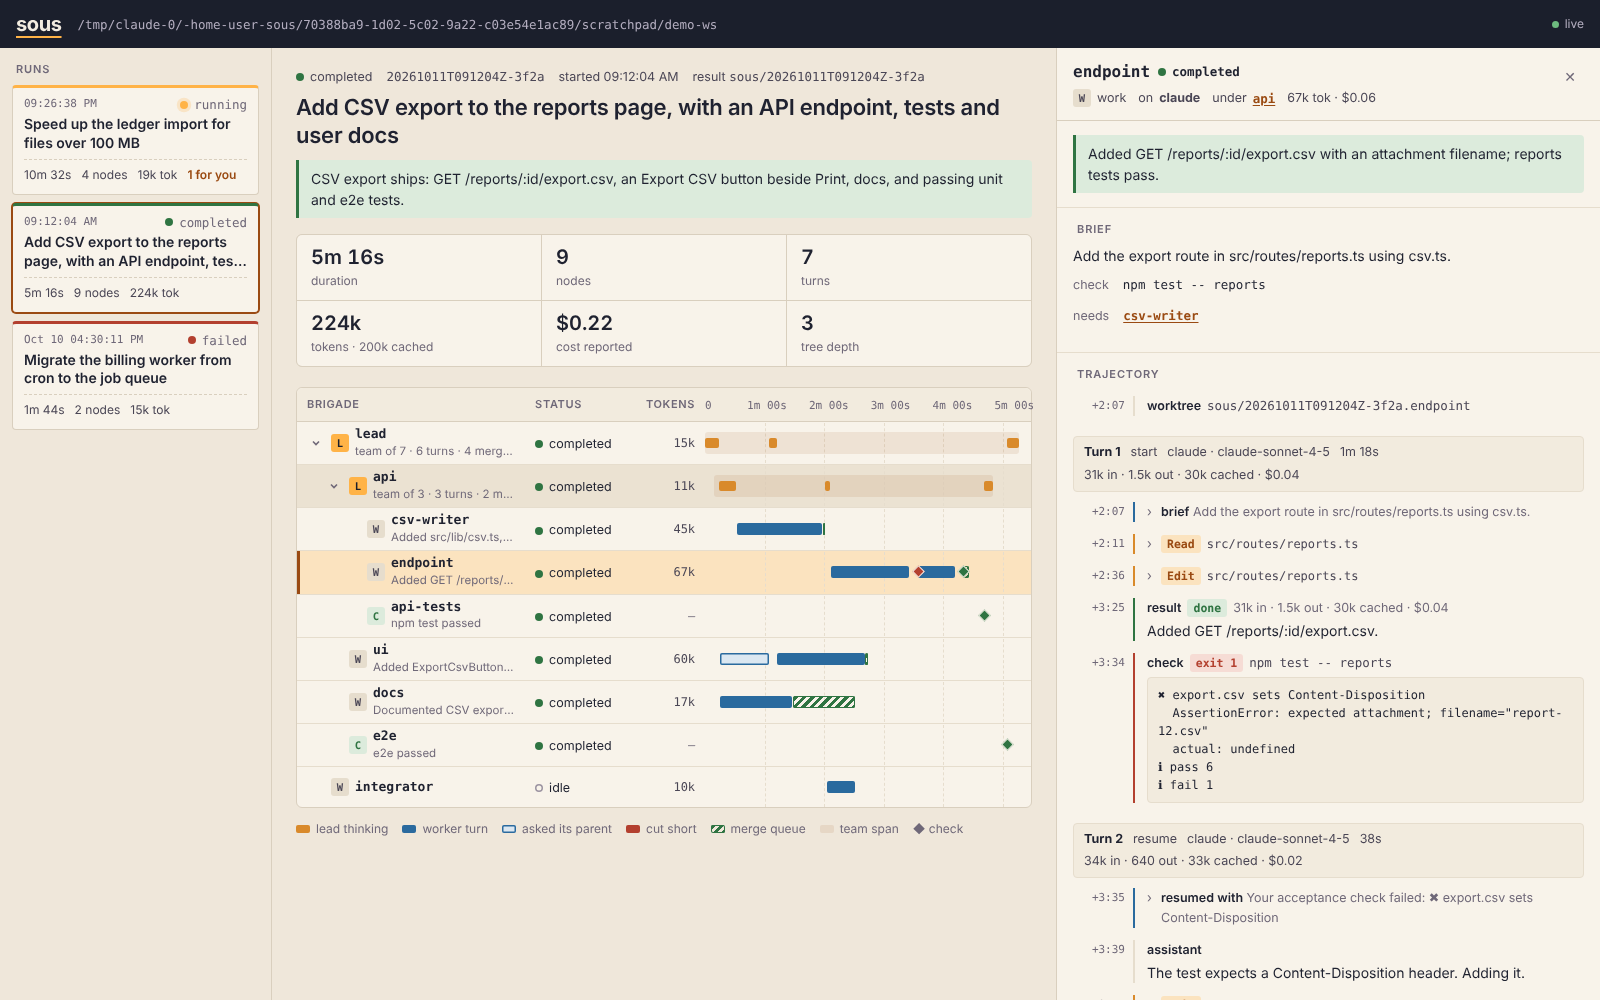 sous /tmp/claude-0/-home-user-sous/70388ba9-1d02-5c02-9a22-c03e54e1ac89/scratchpad/demo-ws live
RUNS
09:26:38 PM running
Speed up the ledger import for
files over 100 MB
10m 32s 4 nodes 19k tok 1 for you
09:12:04 AM completed
Add CSV export to the reports
page, with an API endpoint, tes...
5m 16s 9 nodes 224k tok
Oct 10 04:30:11 PM failed
Migrate the billing worker from
cron to the job queue
1m 44s 2 nodes 15k tok
completed 20261011T091204Z-3f2a started 09:12:04 AM result sous/20261011T091204Z-3f2a
Add CSV export to the reports page, with an API endpoint, tests and
user docs
CSV export ships: GET /reports/:id/export.csv, an Export CSV button beside Print, docs, and passing unit
and e2e tests.
5m 16s 9 7
duration nodes turns
224k $0.22 3
tokens · 200k cached cost reported tree depth
BRIGADE STATUS TOKENS 0 1m 00s 2m 00s 3m 00s 4m 00s 5m 00s
L lead completed 15k
team of 7 · 6 turns · 4 merg...
L api completed 11k
team of 3 · 3 turns · 2 m...
W csv-writer completed 45k
Added src/lib/csv.ts,...
W endpoint completed 67k
Added GET /reports/...
C api-tests completed –
npm test passed
W ui completed 60k
Added ExportCsvButton...
W docs completed 17k
Documented CSV expor...
C e2e completed –
e2e passed
W integrator idle 10k
lead thinking worker turn asked its parent cut short merge queue team span check
endpoint completed ×
W work on claude under api 67k tok · $0.06
Added GET /reports/:id/export.csv with an attachment filename; reports
tests pass.
BRIEF
Add the export route in src/routes/reports.ts using csv.ts.
check npm test -- reports
needs csv-writer
TRAJECTORY
+2:07 worktree sous/20261011T091204Z-3f2a.endpoint
Turn 1 start claude · claude-sonnet-4-5 1m 18s
31k in · 1.5k out · 30k cached · $0.04
+2:07 › brief Add the export route in src/routes/reports.ts using csv.ts.
+2:11 › Read src/routes/reports.ts
+2:36 › Edit src/routes/reports.ts
+3:25 result done 31k in · 1.5k out · 30k cached · $0.04
Added GET /reports/:id/export.csv.
+3:34 check exit 1 npm test -- reports
✖ export.csv sets Content-Disposition
AssertionError: expected attachment; filename="report-
12.csv"
actual: undefined
ℹ pass 6
ℹ fail 1
Turn 2 resume claude · claude-sonnet-4-5 38s
34k in · 640 out · 33k cached · $0.02
+3:35 › resumed with Your acceptance check failed: ✖ export.csv sets
Content-Disposition
+3:39 assistant
The test expects a Content-Disposition header. Adding it.